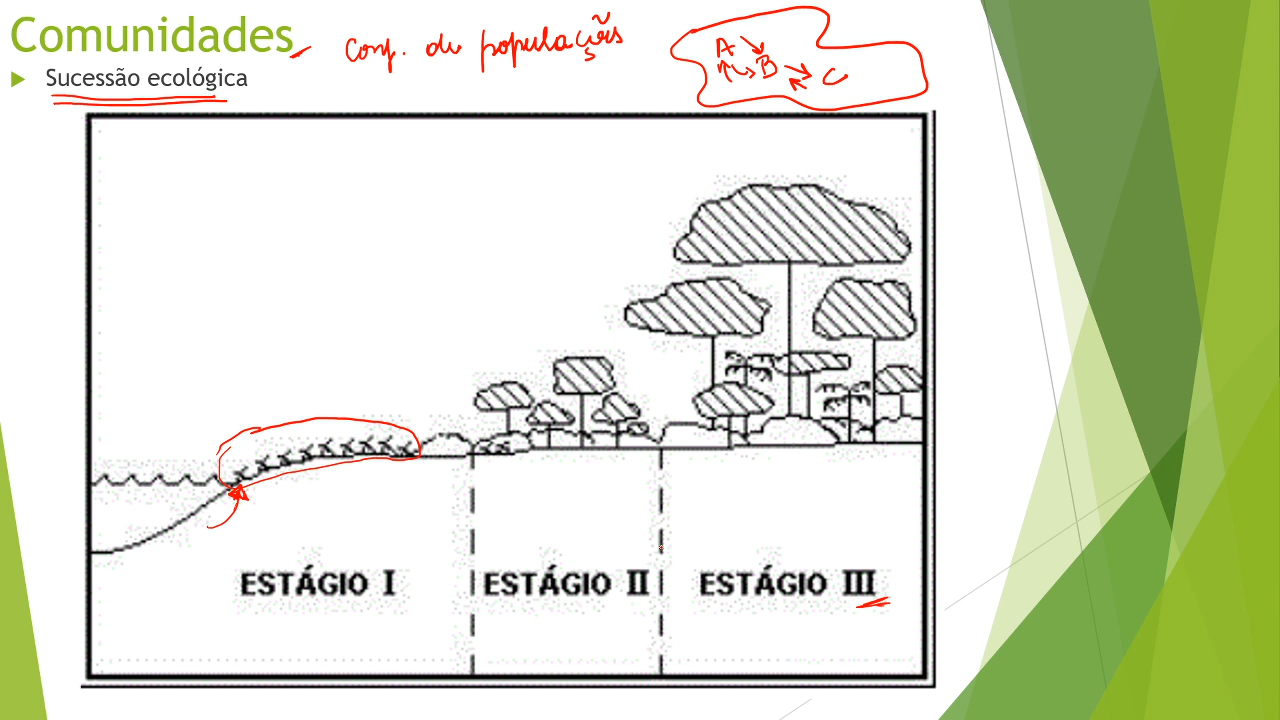 Comunidades
Conj. de populações
A B C
Sucessão ecológica
ESTÁGIO I ESTÁGIO II ESTÁGIO III